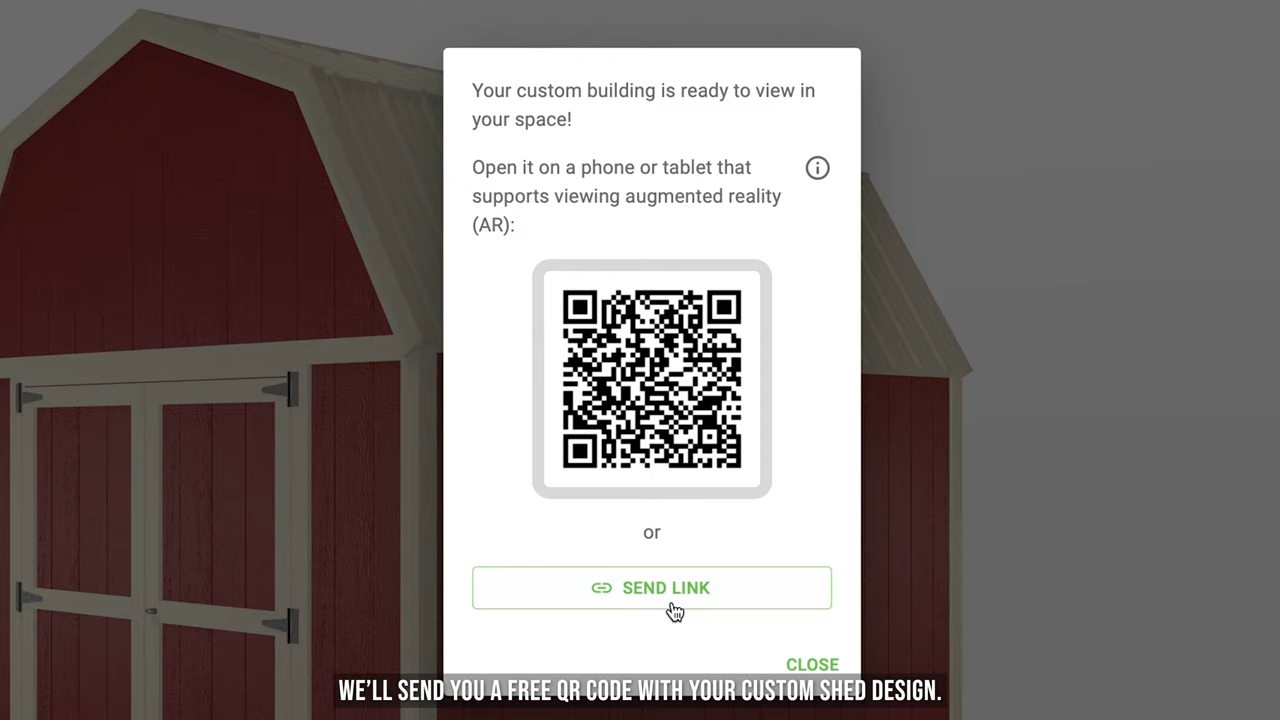 Your custom building is ready to view in
your space!
Open it on a phone or tablet that
supports viewing augmented reality
(AR):
or
SEND LINK
CLOSE
WE'LL SEND YOU A FREE QR CODE WITH YOUR CUSTOM SHED DESIGN.